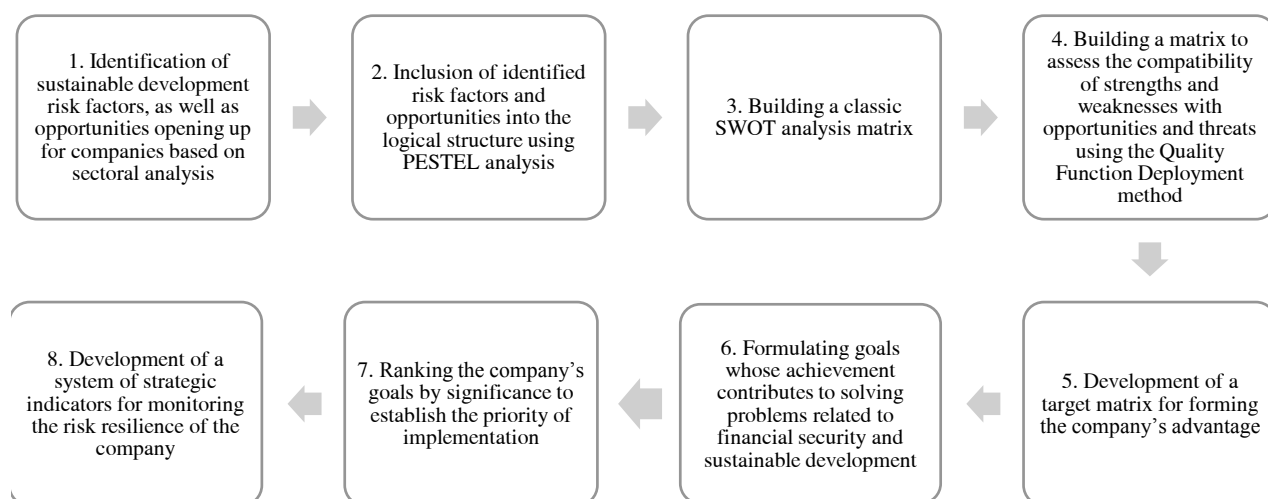 1. Identification of
sustainable development
risk factors, as well as
opportunities opening up
for companies based on
sectoral analysis
2. Inclusion of identified
risk factors and
opportunities into the
logical structure using
PESTEL analysis
3. Building a classic
SWOT analysis matrix
4. Building a matrix to
assess the compatibility
of strengths and
weaknesses with
opportunities and threats
using the Quality
Function Deployment
method
5. Development of a
target matrix for forming
the company’s advantage
6. Formulating goals
whose achievement
contributes to solving
problems related to
financial security and
sustainable development
7. Ranking the company’s
goals by significance to
establish the priority of
implementation
8. Development of a
system of strategic
indicators for monitoring
the risk resilience of the
company